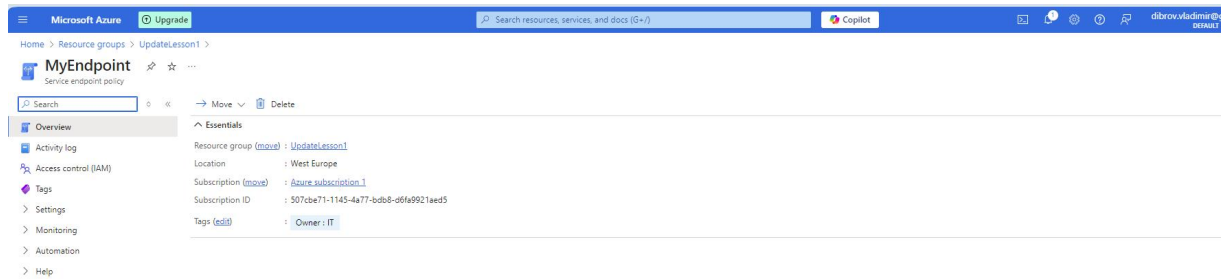 Microsoft Azure Upgrade Search resources, services, and docs (G+/) Copilot 1 dibrov.vladimir@g
DEFAULT
Home > Resource groups > UpdateLesson1 >
MyEndpoint
Service endpoint policy
Search
Move Delete
Overview
Essentials
Activity log
Resource group (move) : UpdateLesson1
Access control (IAM)
Location : West Europe
Tags
Subscription (move) : Azure subscription 1
Settings
Subscription ID : 507cbe71-1145-4a77-bdb8-d6fa9921aed5
Monitoring
Tags (edit) : Owner : IT
Automation
Help